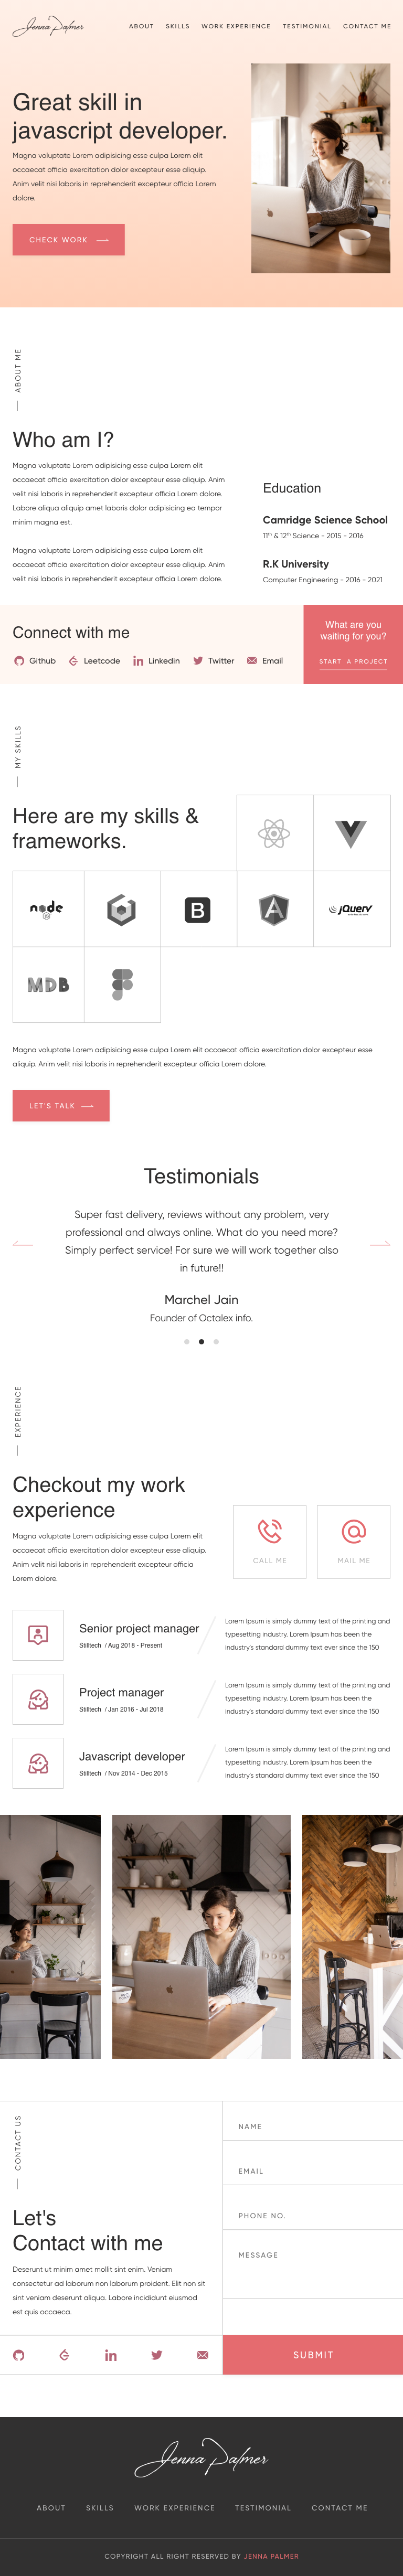 Jenna Palmer
ABOUT SKILLS WORK EXPERIENCE TESTIMONIAL CONTACT ME
Great skill in
javascript developer.
Magna voluptate Lorem adipisicing esse culpa Lorem elit
occaecat officia exercitation dolor excepteur esse aliquip.
Anim velit nisi laboris in reprehenderit excepteur officia Lorem
dolore.
CHECK WORK
ABOUT ME
Who am I?
Magna voluptate Lorem adipisicing esse culpa Lorem elit
occaecat officia exercitation dolor excepteur esse aliquip. Anim
velit nisi laboris in reprehenderit excepteur officia Lorem dolore.
Labore aliqua aliquip amet laboris dolor adipisicing ea tempor
minim magna est.
Magna voluptate Lorem adipisicing esse culpa Lorem elit
occaecat officia exercitation dolor excepteur esse aliquip. Anim
velit nisi laboris in reprehenderit excepteur officia Lorem dolore.
Education
Camridge Science School
11th & 12th Science - 2015 - 2016
R.K University
Computer Engineering - 2016 - 2021
Connect with me
Github Leetcode Linkedin Twitter Email
What are you
waiting for you?
START A PROJECT
MY SKILLS
Here are my skills &
frameworks.
node
JS
B
A
jQuery
MDB
Magna voluptate Lorem adipisicing esse culpa Lorem elit occaecat officia exercitation dolor excepteur esse
aliquip. Anim velit nisi laboris in reprehenderit excepteur officia Lorem dolore.
LET'S TALK
Testimonials
Super fast delivery, reviews without any problem, very
professional and always online. What do you need more?
Simply perfect service! For sure we will work together also
in future!!
Marchel Jain
Founder of Octalex info.
EXPERIENCE
Checkout my work
experience
Magna voluptate Lorem adipisicing esse culpa Lorem elit
occaecat officia exercitation dolor excepteur esse aliquip.
Anim velit nisi laboris in reprehenderit excepteur officia
Lorem dolore.
CALL ME
MAIL ME
Senior project manager
Stilltech / Aug 2018 - Present
Lorem Ipsum is simply dummy text of the printing and
typesetting industry. Lorem Ipsum has been the
industry's standard dummy text ever since the 150
Project manager
Stilltech / Jan 2016 - Jul 2018
Lorem Ipsum is simply dummy text of the printing and
typesetting industry. Lorem Ipsum has been the
industry's standard dummy text ever since the 150
Javascript developer
Stilltech / Nov 2014 - Dec 2015
Lorem Ipsum is simply dummy text of the printing and
typesetting industry. Lorem Ipsum has been the
industry's standard dummy text ever since the 150
CONTACT US
Let's
Contact with me
Deserunt ut minim amet mollit sint enim. Veniam
consectetur ad laborum non laborum proident. Elit non sit
sint veniam deserunt aliqua. Labore incididunt eiusmod
est quis occaeca.
NAME
EMAIL
PHONE NO.
MESSAGE
SUBMIT
Jenna Palmer
ABOUT SKILLS WORK EXPERIENCE TESTIMONIAL CONTACT ME
COPYRIGHT ALL RIGHT RESERVED BY JENNA PALMER